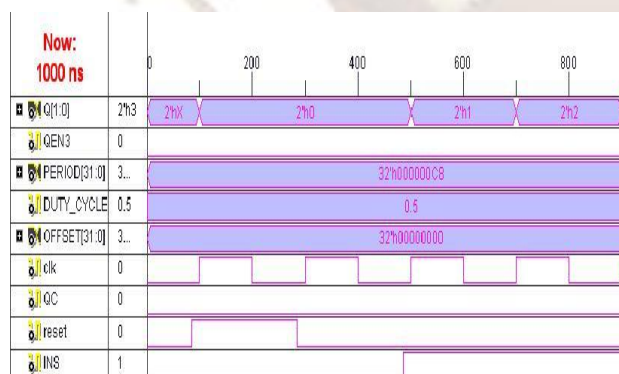 Now:
1000 ns
0 200 400 600 800
Q[1:0] 2'h3 2'hX 2'h0 2'h1 2'h2
QEN3 0
PERIOD[31:0] 3... 32'h000000C8
DUTY_CYCLE 0.5 0.5
OFFSET[31:0] 3... 32'h00000000
clk 0
QC 0
reset 0
INS 1